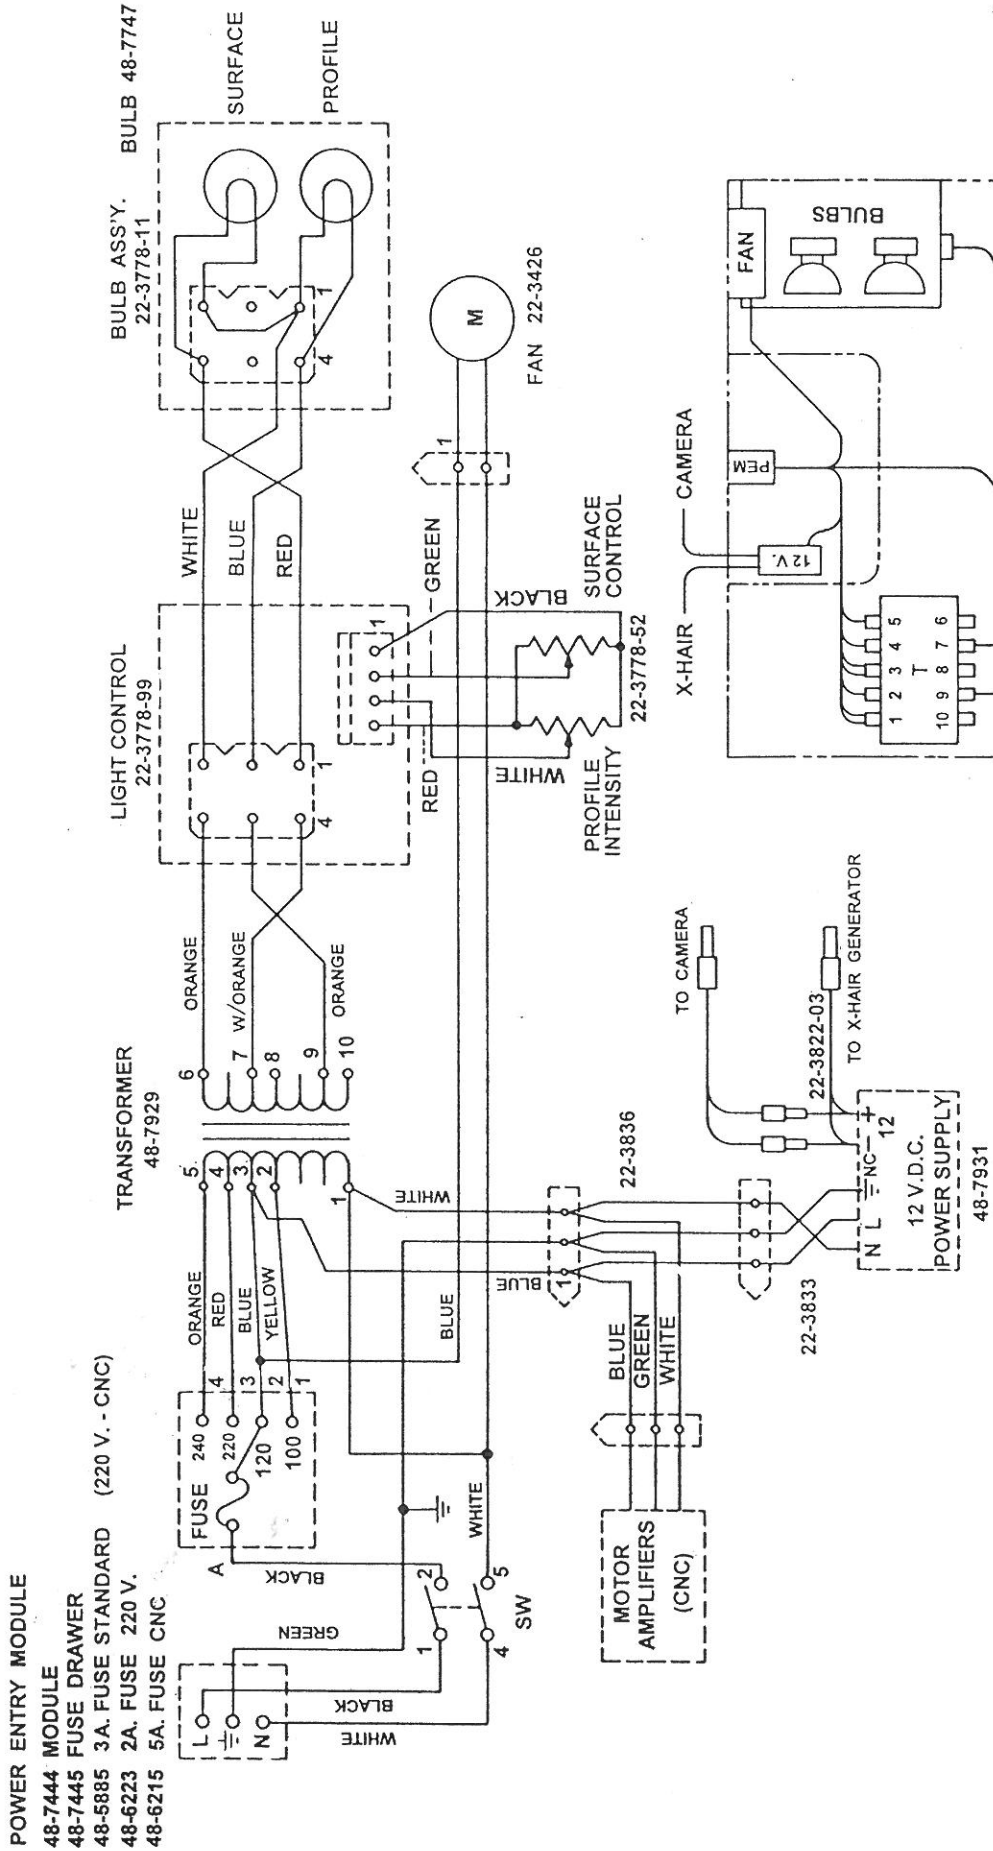 POWER ENTRY MODULE
48-7444 MODULE
48-7445 FUSE DRAWER
48-5885 3A. FUSE STANDARD (220 V. - CNC)
48-6223 2A. FUSE 220 V.
48-6215 5A. FUSE CNC
L
N
BLACK
WHITE
GREEN
1
2
4
5
SW
BLACK
A
FUSE
240
220
120
100
4
3
2
1
WHITE
ORANGE
RED
BLUE
YELLOW
BLUE
TRANSFORMER
48-7929
5
4
3
2
1
6
7
8
9
10
WHITE
BLUE
ORANGE
W/ORANGE
ORANGE
LIGHT CONTROL
22-3778-99
4
1
1
WHITE
BLUE
RED
RED
GREEN
WHITE
BLACK
PROFILE
INTENSITY
SURFACE
CONTROL
22-3778-52
BULB ASS'Y.
22-3778-11
4
1
BULB 48-7747
SURFACE
PROFILE
1
M
FAN 22-3426
MOTOR
AMPLIFIERS
(CNC)
BLUE
GREEN
WHITE
1
22-3836
22-3833
N L NC - +
12
12 V.D.C.
POWER SUPPLY
48-7931
22-3822-03
TO CAMERA
TO X-HAIR GENERATOR
X-HAIR
CAMERA
12 V.
PEM
FAN
BULBS
1 2 3 4 5
T
10 9 8 7 6